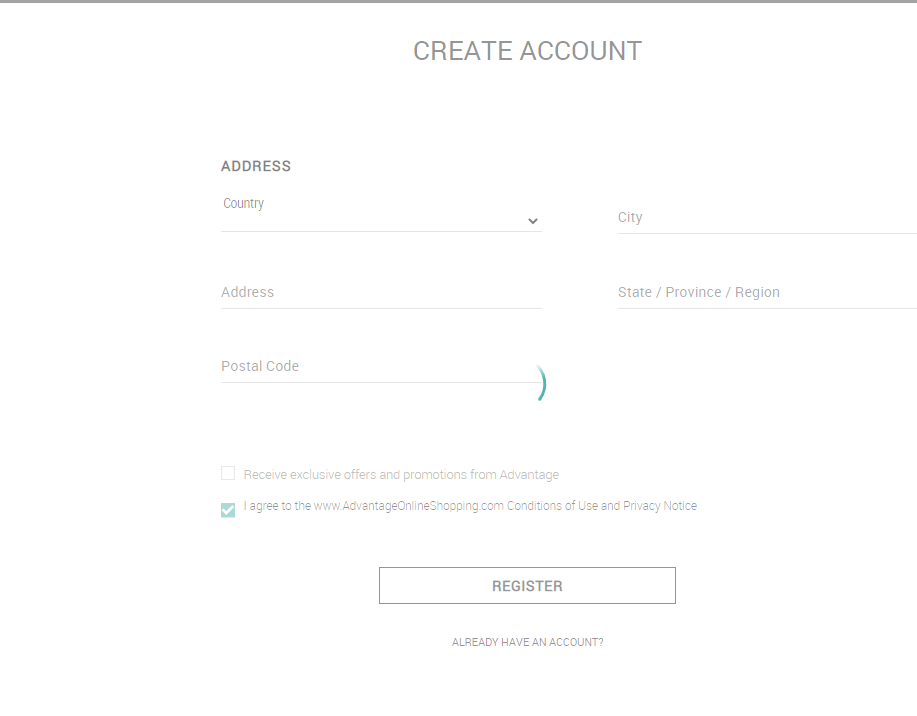 CREATE ACCOUNT
ADDRESS
Country
City
Address
State / Province / Region
Postal Code
Receive exclusive offers and promotions from Advantage
I agree to the www.AdvantageOnlineShopping.com Conditions of Use and Privacy Notice
REGISTER
ALREADY HAVE AN ACCOUNT?